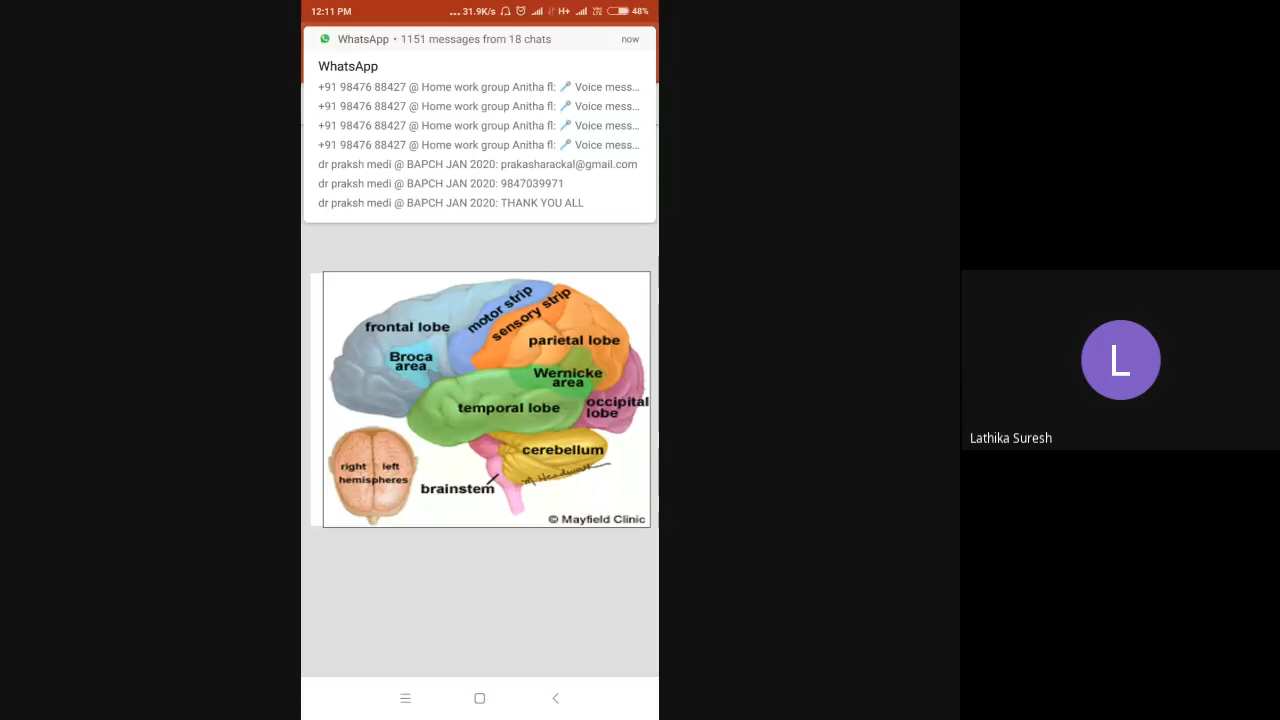 12:11 PM
... 31.9K/s H+ VoLTE 48%
WhatsApp • 1151 messages from 18 chats now
WhatsApp
+91 98476 88427 @ Home work group Anitha fl: 🎤 Voice mess...
+91 98476 88427 @ Home work group Anitha fl: 🎤 Voice mess...
+91 98476 88427 @ Home work group Anitha fl: 🎤 Voice mess...
+91 98476 88427 @ Home work group Anitha fl: 🎤 Voice mess...
dr praksh medi @ BAPCH JAN 2020: prakasharackal@gmail.com
dr praksh medi @ BAPCH JAN 2020: 9847039971
dr praksh medi @ BAPCH JAN 2020: THANK YOU ALL
motor strip
sensory strip
frontal lobe
parietal lobe
Broca
area
Wernicke
area
temporal lobe
occipital
lobe
cerebellum
right left
hemispheres
brainstem
© Mayfield Clinic
L
Lathika Suresh